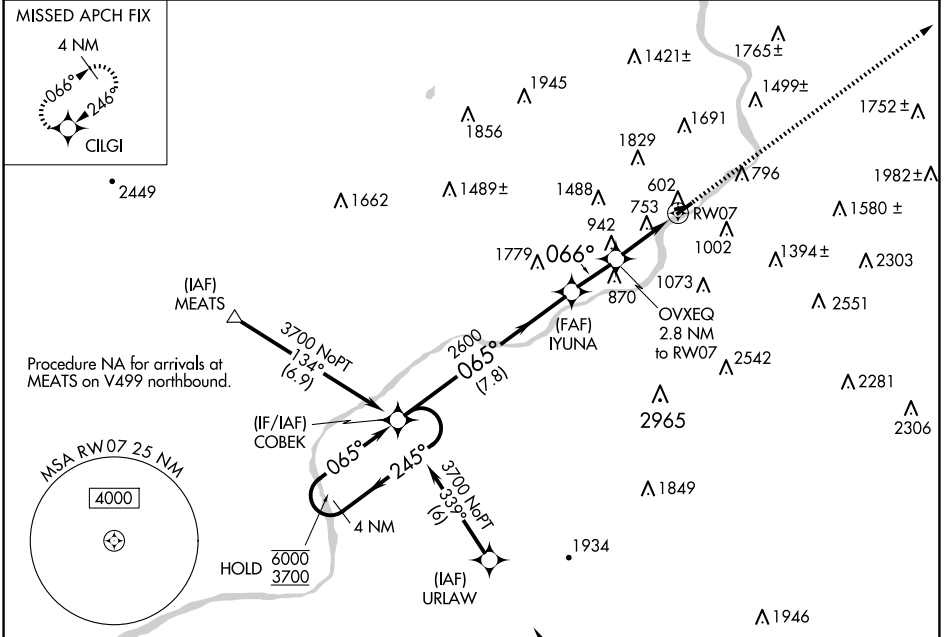 MISSED APCH FIX
4 NM
066°
246°
CILGI
1421±
1765±
1945
1499±
1752 ±
1856
1691
1829
2449
1662
1489±
1488
602
796
1982±
RW07
753
1580 ±
942
1002
1779
066°
1394±
2303
870
1073
(IAF)
MEATS
(FAF)
IYUNA
OVXEQ
2.8 NM
to RW07
2551
3700 NoPT
134°
(6.9)
2600
065°
(7.8)
Procedure NA for arrivals at
MEATS on V499 northbound.
2542
2281
2965
2306
(IF/IAF)
COBEK
065°
245°
MSA RW07 25 NM
4000
3700 NoPT
339°
(6)
1849
4 NM
HOLD
6000
3700
1934
(IAF)
URLAW
1946